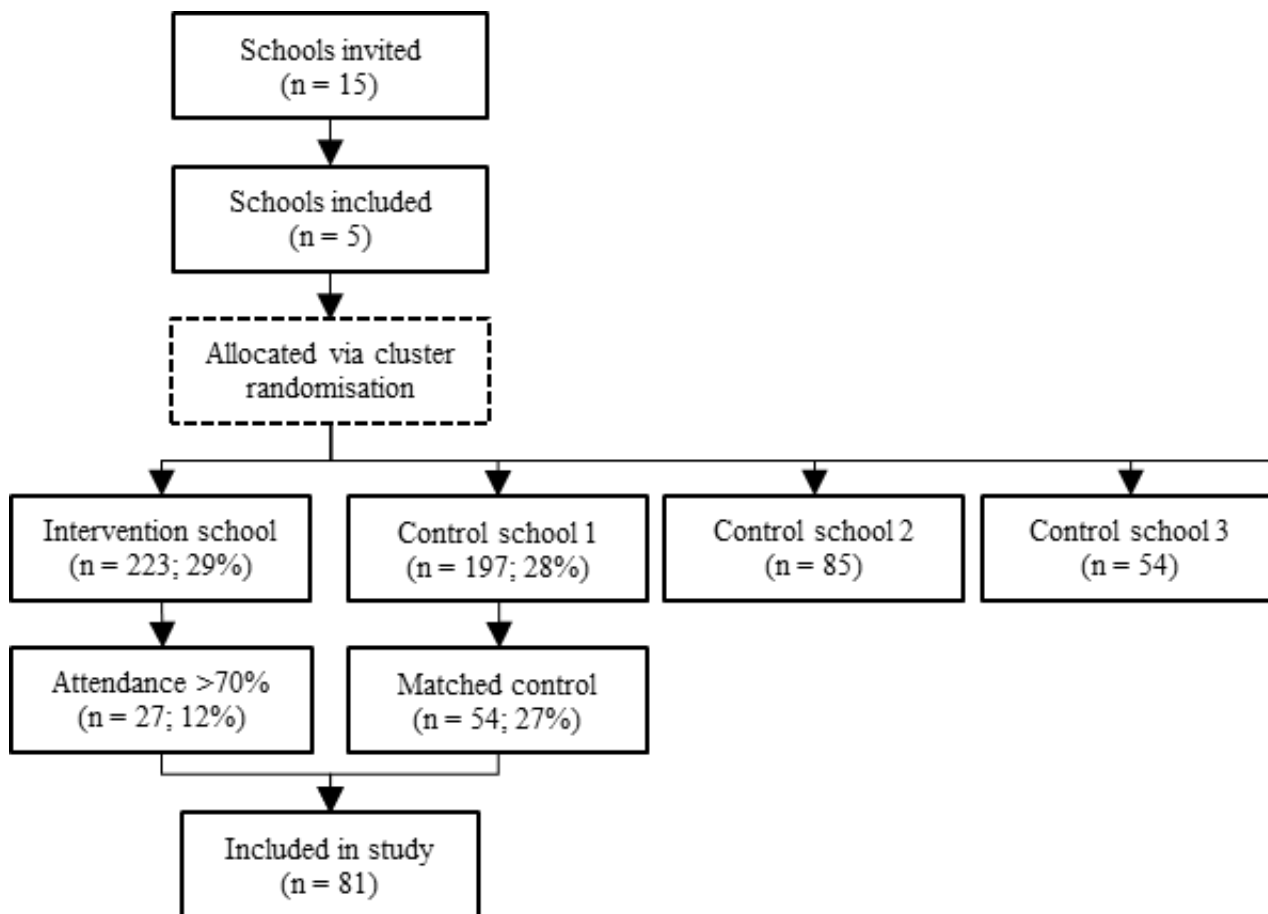 Schools invited
(n = 15)
Schools included
(n = 5)
Allocated via cluster
randomisation
Intervention school
(n = 223; 29%)
Control school 1
(n = 197; 28%)
Control school 2
(n = 85)
Control school 3
(n = 54)
Attendance >70%
(n = 27; 12%)
Matched control
(n = 54; 27%)
Included in study
(n = 81)